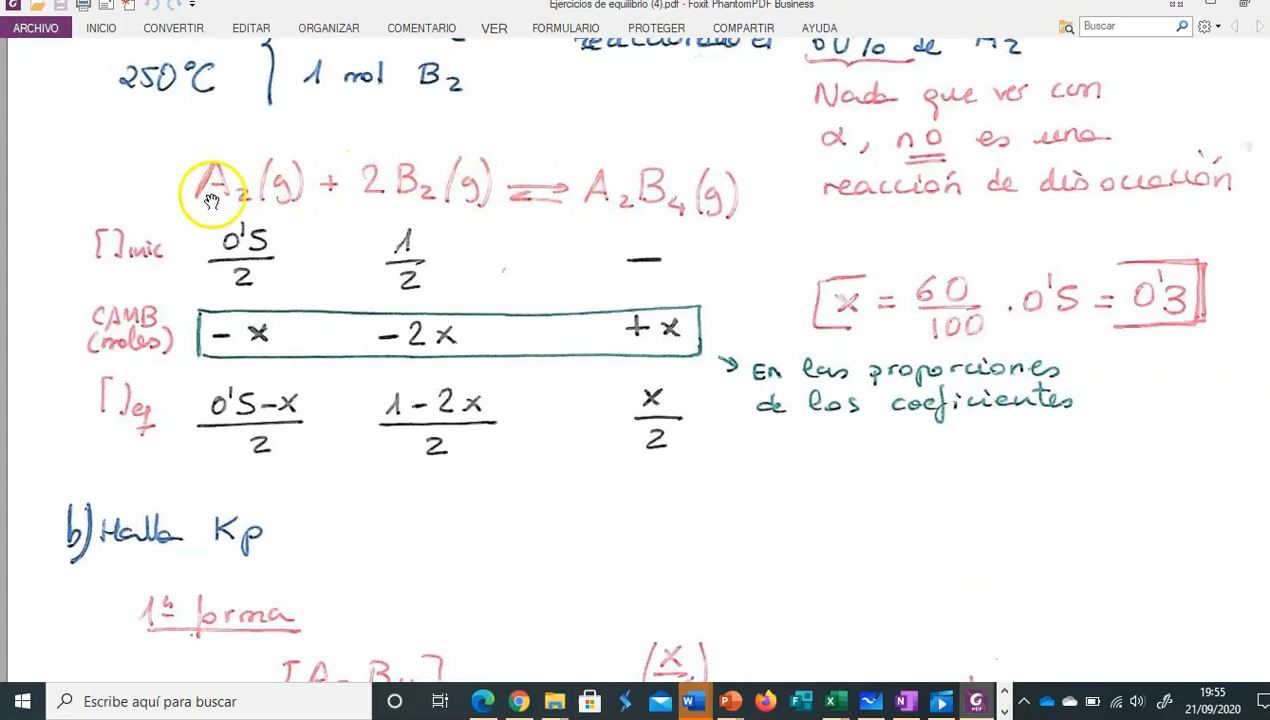 Ejercicios de equilibrio (4).pdf - Foxit PhantomPDF Business
ARCHIVO INICIO CONVERTIR EDITAR ORGANIZAR COMENTARIO VER FORMULARIO PROTEGER COMPARTIR AYUDA Buscar
reaccionado el 60% de A2
250°C 1 mol B2
Nada que ver con
α, no es una
reacción de disociación
A2(g) + 2B2(g) ⇌ A2B4(g)
[ ]inic 0'5/2 1/2 —
x = 60/100 · 0'5 = 0'3
CAMB
(moles) - x - 2x + x
→ En las proporciones
de los coeficientes
[ ]eq 0'5-x/2 1-2x/2 x/2
b) Halla Kp
1ª forma
Escribe aquí para buscar
19:55
21/09/2020